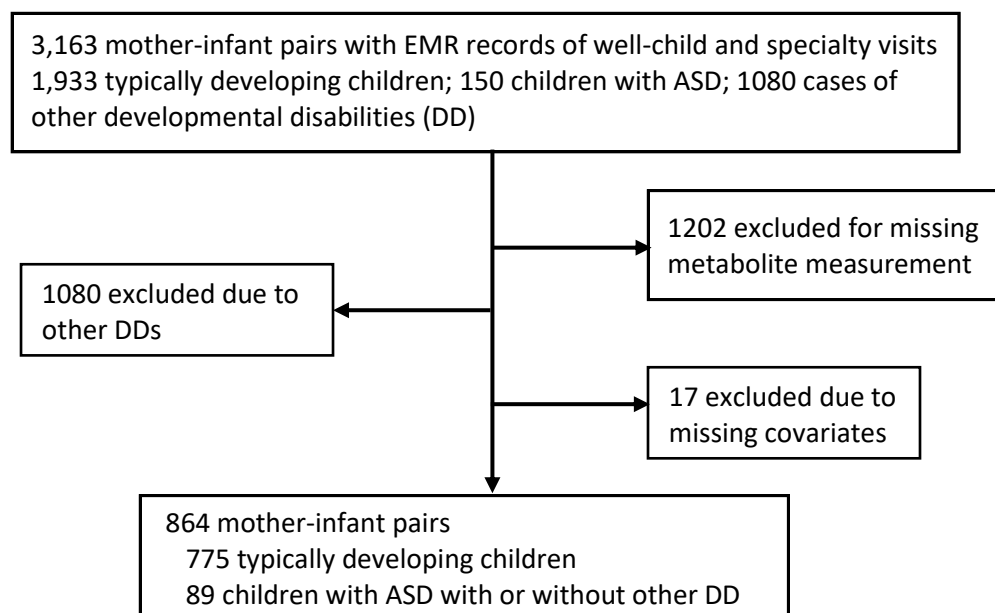 3,163 mother-infant pairs with EMR records of well-child and specialty visits
1,933 typically developing children; 150 children with ASD; 1080 cases of
other developmental disabilities (DD)
1202 excluded for missing
metabolite measurement
1080 excluded due to
other DDs
17 excluded due to
missing covariates
864 mother-infant pairs
775 typically developing children
89 children with ASD with or without other DD